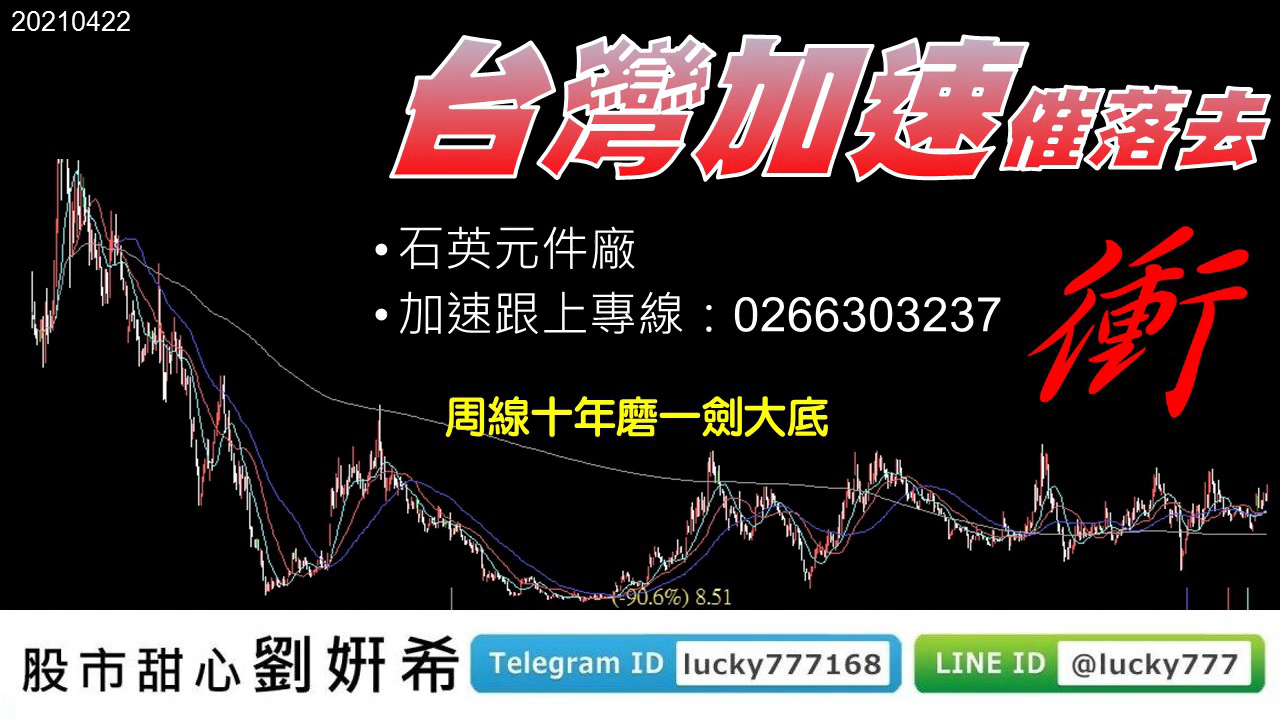 20210422
台灣加速催落去
• 石英元件廠
• 加速跟上專線：0266303237
衝
周線十年磨一劍大底
(-90.6%) 8.51
股市甜心劉妍希 Telegram ID lucky777168 LINE ID @lucky777